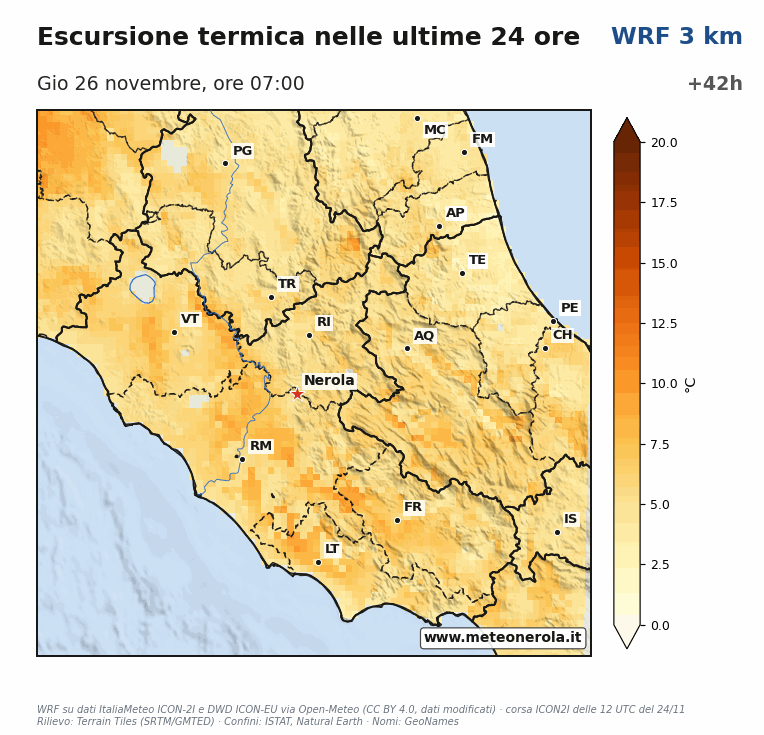 Escursione termica nelle ultime 24 ore WRF 3 km
Gio 26 novembre, ore 07:00 +42h
MC
FM
PG
AP
TE
TR
PE
VT
RI
AQ
CH
Nerola
RM
FR
IS
LT
www.meteonerola.it
20.0
17.5
15.0
12.5
10.0
7.5
5.0
2.5
0.0
°C
WRF su dati ItaliaMeteo ICON-2I e DWD ICON-EU via Open-Meteo (CC BY 4.0, dati modificati) · corsa ICON2I delle 12 UTC del 24/11
Rilievo: Terrain Tiles (SRTM/GMTED) · Confini: ISTAT, Natural Earth · Nomi: GeoNames